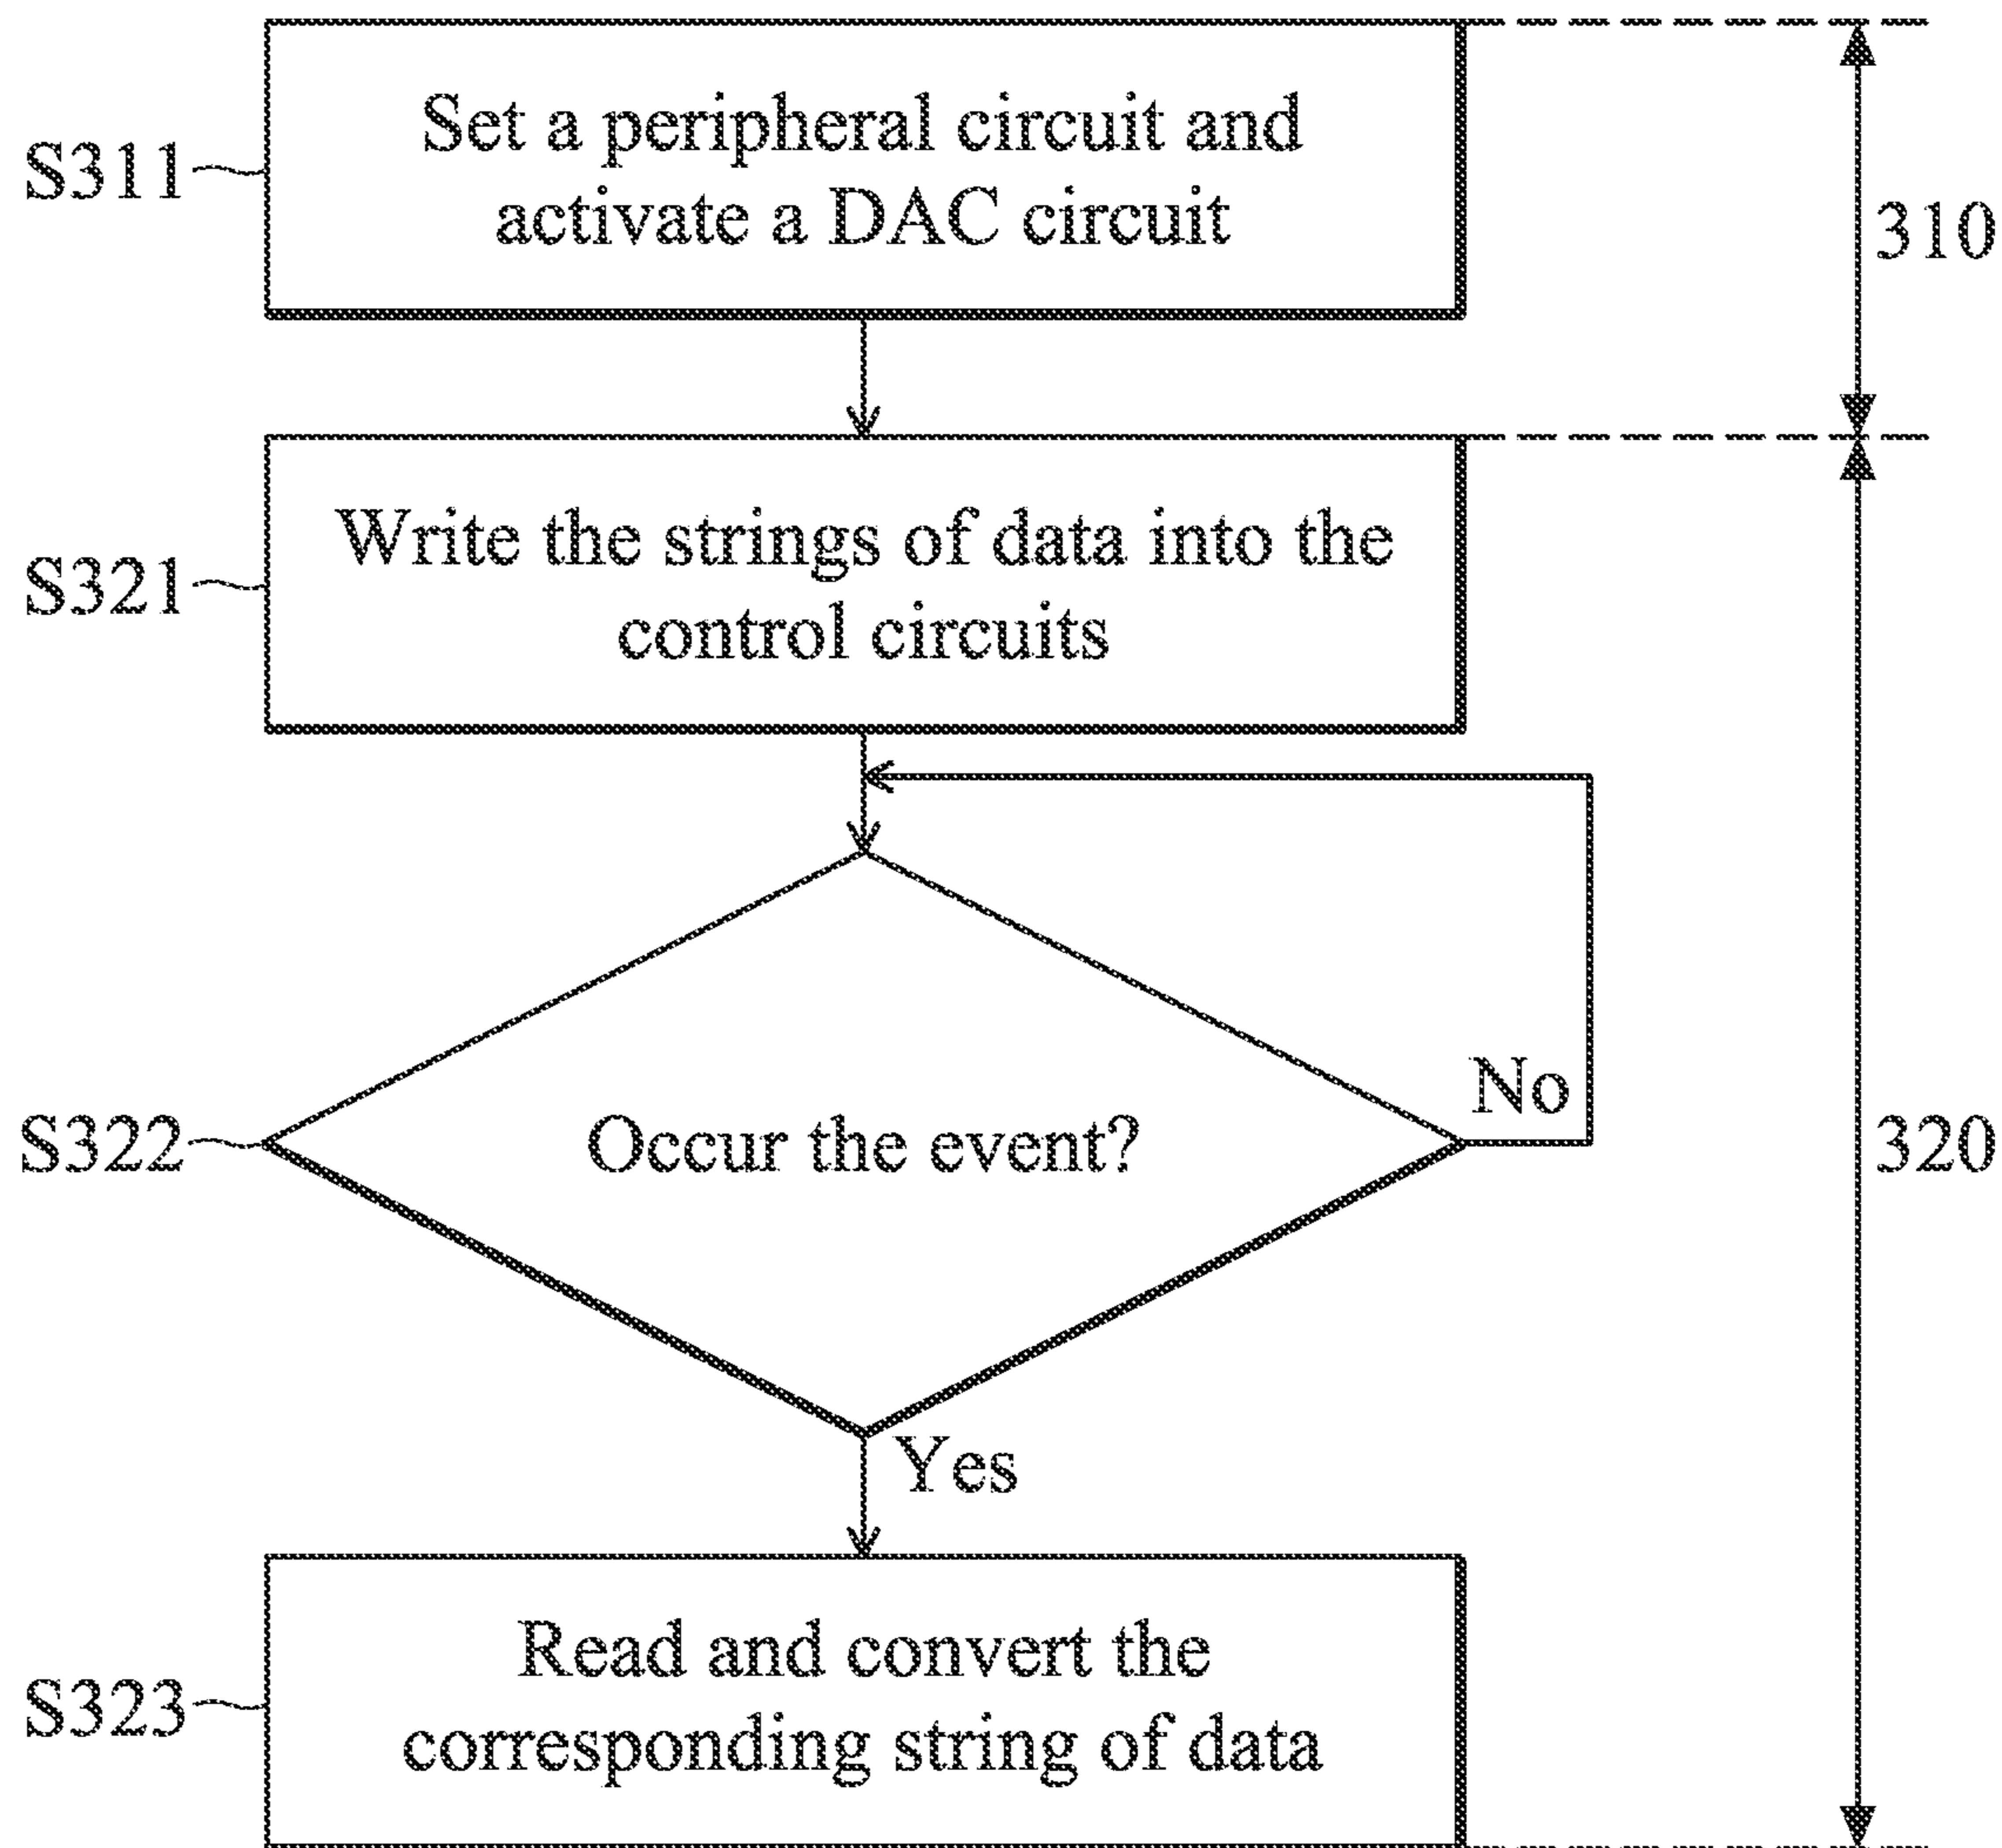 Set a peripheral circuit and
activate a DAC circuit
S311
310
Write the strings of data into the
control circuits
S321
No
Occur the event?
S322
320
Yes
Read and convert the
corresponding string of data
S323